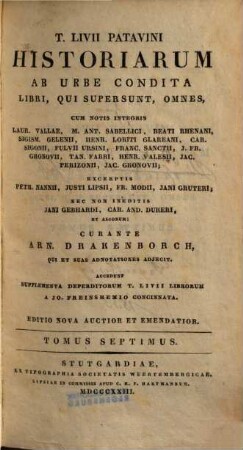 T. LIVII PATAVINI
HISTORIARUM
AB URBE CONDITA
LIBRI, QUI SUPERSUNT, OMNES,
CUM NOTIS INTEGRIS
LAUR. VALLAE, M. ANT. SABELLICI, BEATI RHENANI,
SIGISM. GELENII, HENR. LORITI GLAREANI, CAR.
SIGONII, FULVII URSINI, FRANC. SANCTII, J. FR.
GRONOVII, TAN. FABRI, HENR. VALESII, JAC.
PERIZONII, JAC. GRONOVII;
EXCERPTIS
PETR. NANNII, JUSTI LIPSII, FR. MODII, JANI GRUTERI;
NEC NON INEDITIS
JANI GEBHARDI, CAR. AND. DUKERI,
ET ALIORUM;
CURANTE
ARN. DRAKENBORCH,
QUI ET SUAS ADNOTATIONES ADJECIT.
ACCEDUNT
SUPPLEMENTA DEPERDITORUM T. LIVII LIBRORUM
A JO. FREINSHEMIO CONCINNATA.
EDITIO NOVA AUCTIOR ET EMENDATIOR.
TOMUS SEPTIMUS.
STUTGARDIAE,
EX TYPOGRAPHIA SOCIETATIS WUERTEMBERGICAE.
LIPSIAE IN COMMISSIS APUD C. H. F. HARTMANNUM.
MDCCCXXIII.